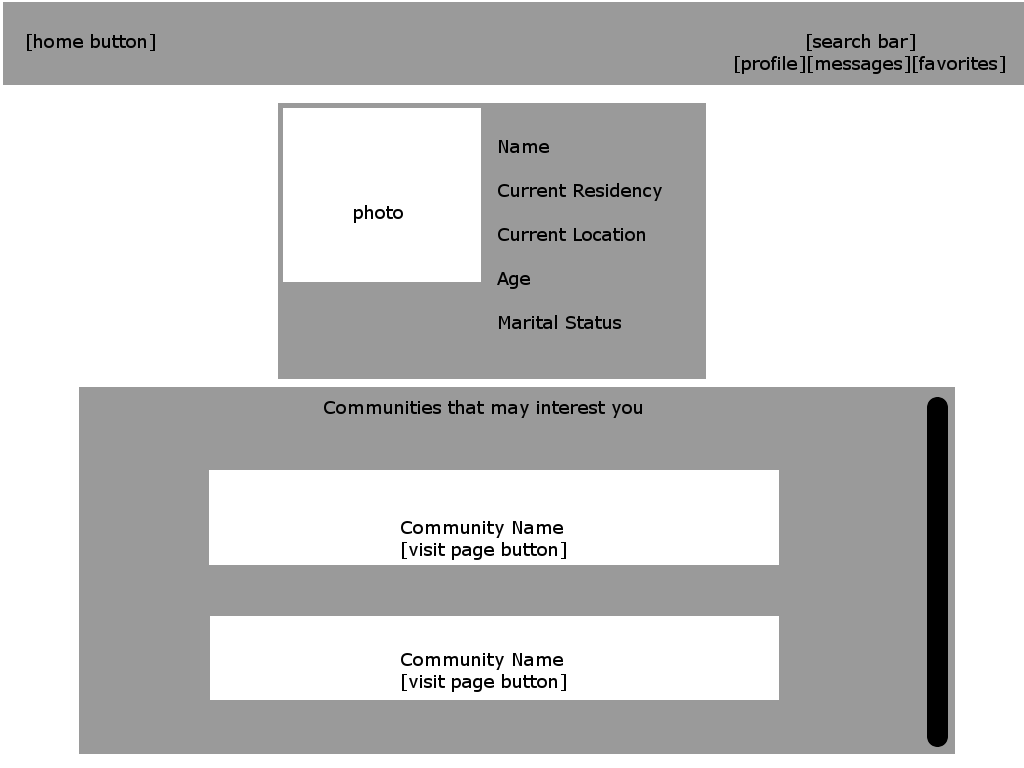 [home button]
[search bar]
[profile][messages][favorites]
photo
Name
Current Residency
Current Location
Age
Marital Status
Communities that may interest you
Community Name
[visit page button]
Community Name
[visit page button]